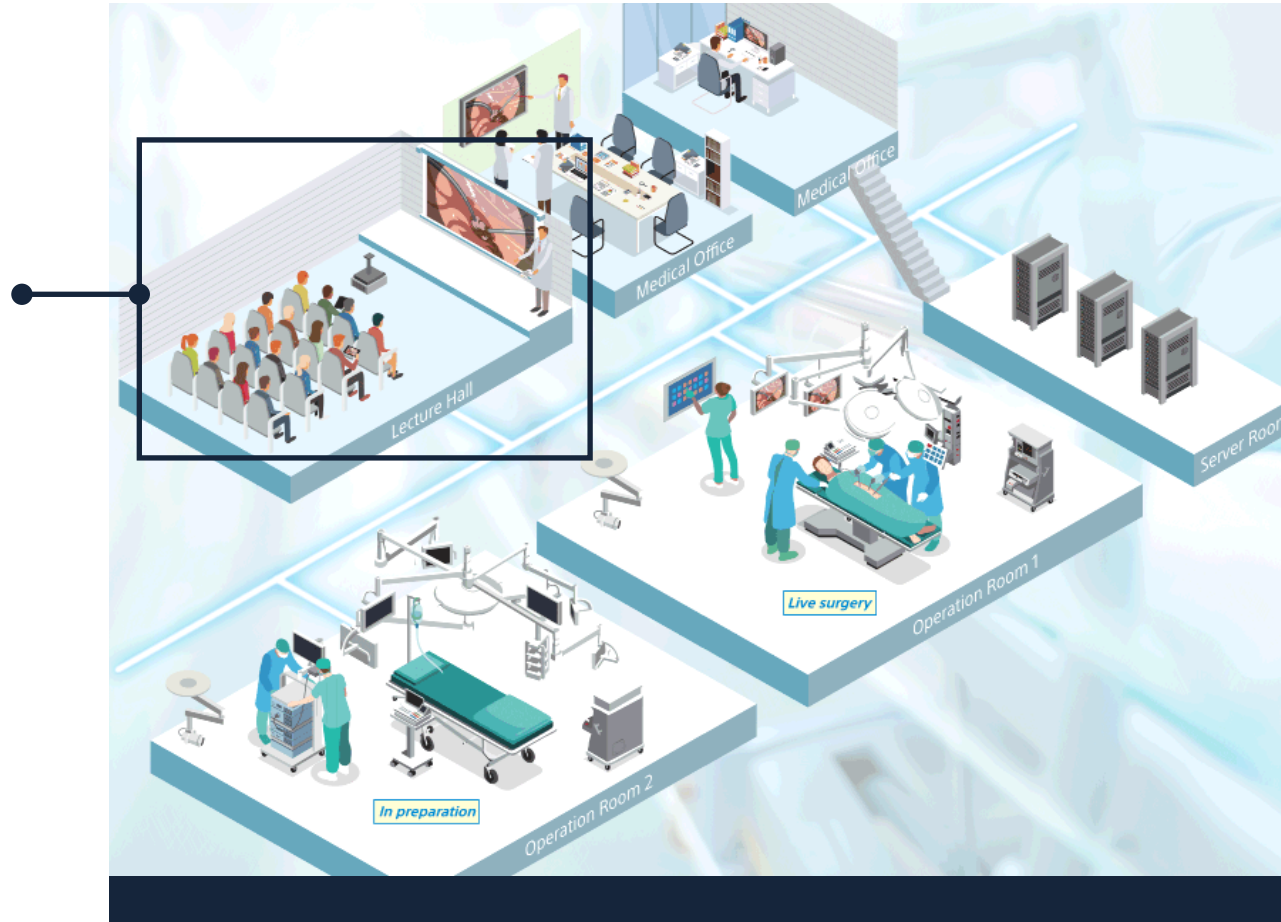 Medical Office
Medical Office
Lecture Hall
Server Room
Live surgery
Operation Room 1
In preparation
Operation Room 2